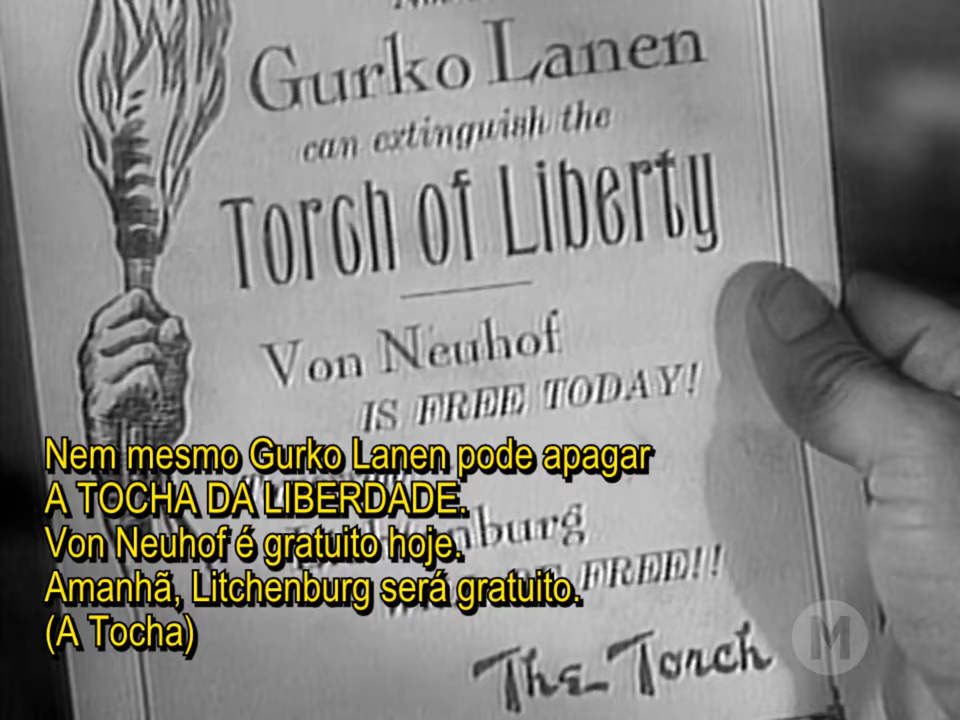 Gurko Lanen
can extinguish the
Torch of Liberty
Von Neuhof
IS FREE TODAY!
FREE!!
The Torch
Nem mesmo Gurko Lanen pode apagar
A TOCHA DA LIBERDADE.
Von Neuhof é gratuito hoje.
Amanhã, Litchenburg será gratuito.
(A Tocha)
M